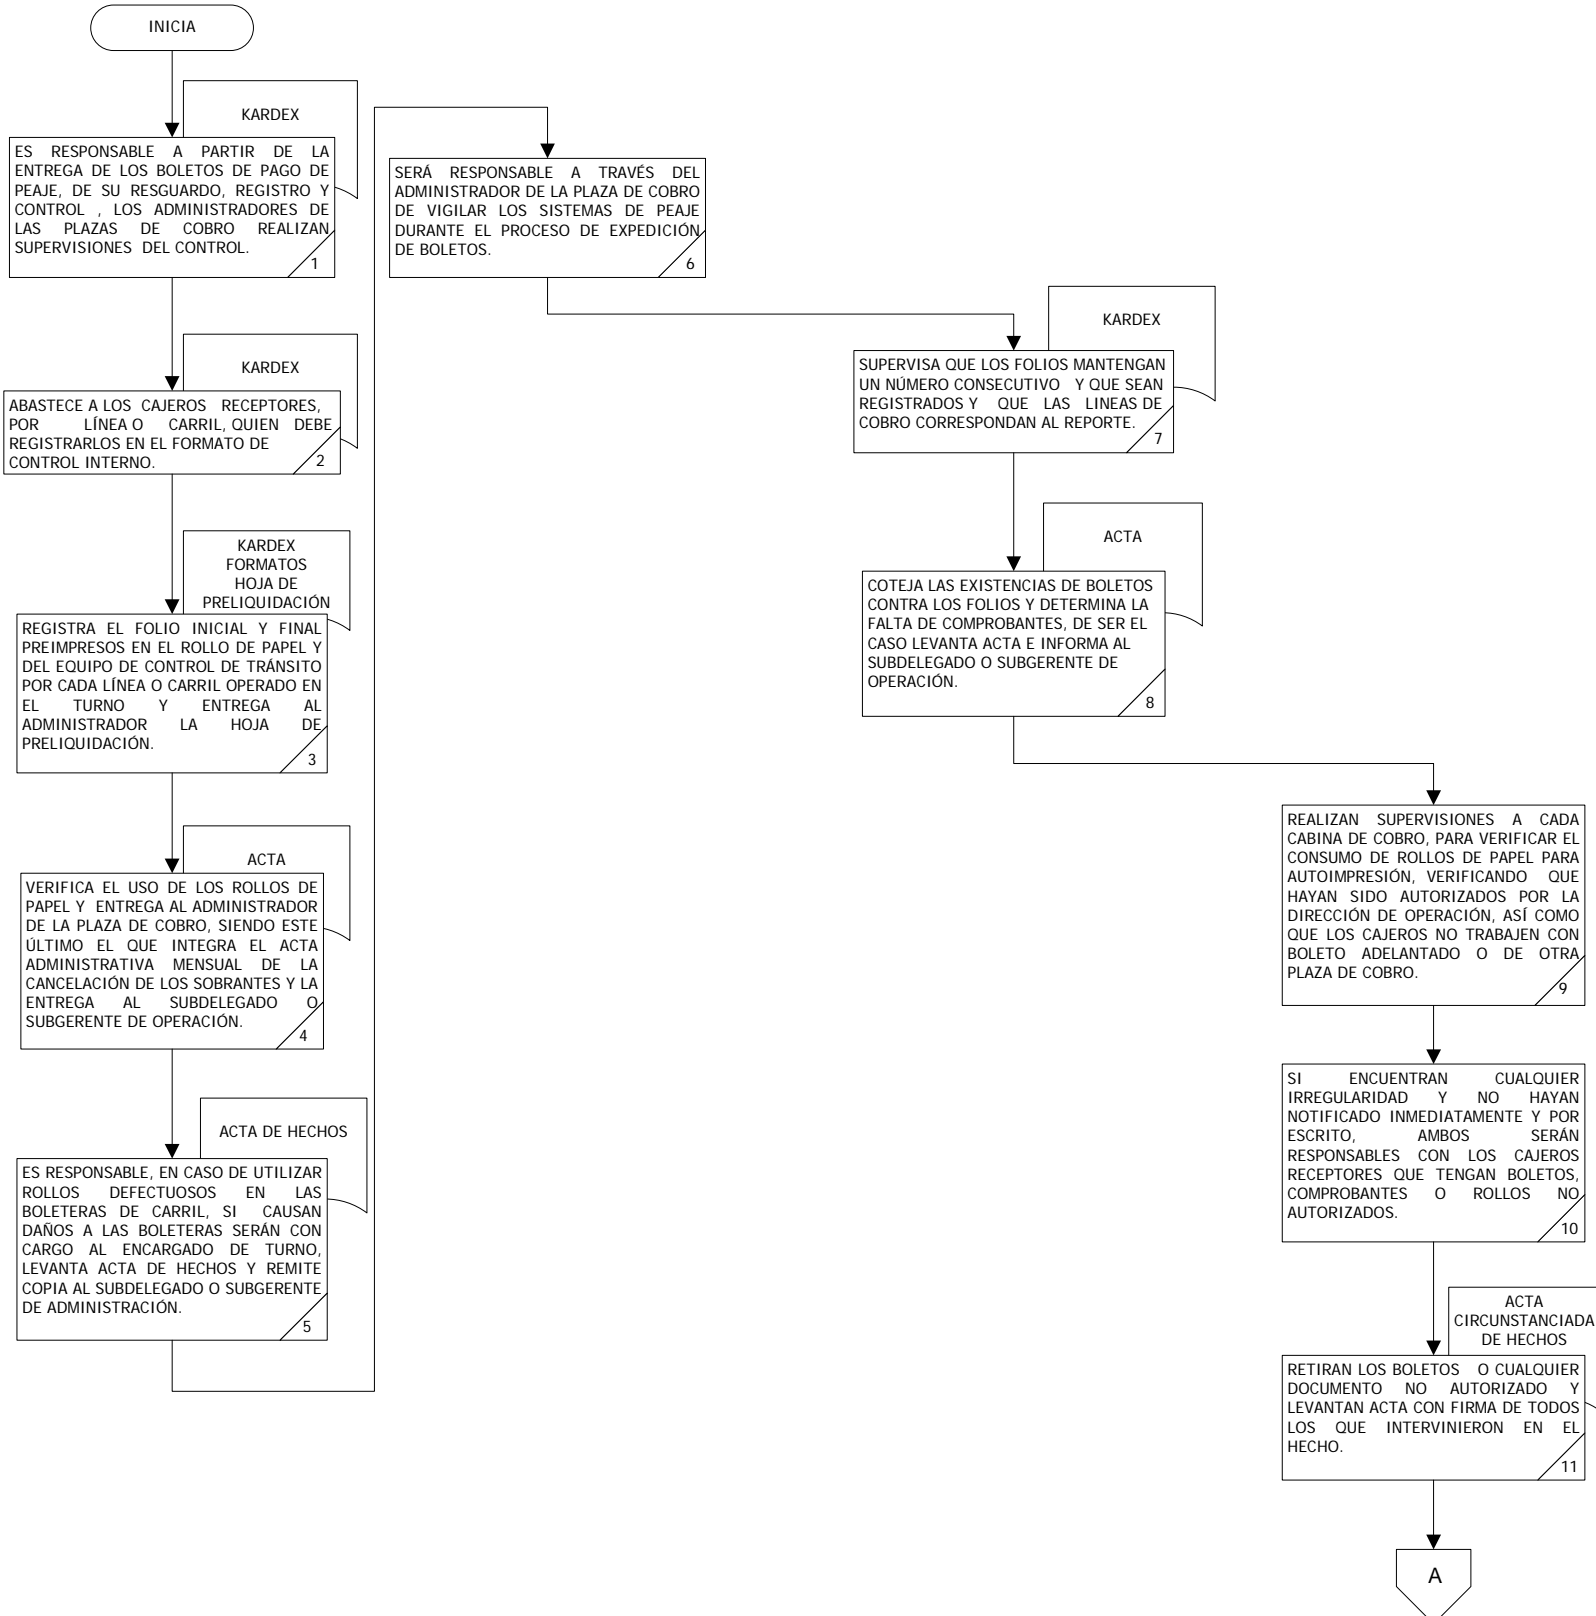 INICIA
KARDEX
ES RESPONSABLE A PARTIR DE LA
ENTREGA DE LOS BOLETOS DE PAGO DE
PEAJE, DE SU RESGUARDO, REGISTRO Y
CONTROL , LOS ADMINISTRADORES DE
LAS PLAZAS DE COBRO REALIZAN
SUPERVISIONES DEL CONTROL.
1
KARDEX
ABASTECE A LOS CAJEROS RECEPTORES,
POR LÍNEA O CARRIL, QUIEN DEBE
REGISTRARLOS EN EL FORMATO DE
CONTROL INTERNO.
2
KARDEX
FORMATOS
HOJA DE
PRELIQUIDACIÓN
REGISTRA EL FOLIO INICIAL Y FINAL
PREIMPRESOS EN EL ROLLO DE PAPEL Y
DEL EQUIPO DE CONTROL DE TRÁNSITO
POR CADA LÍNEA O CARRIL OPERADO EN
EL TURNO Y ENTREGA AL
ADMINISTRADOR LA HOJA DE
PRELIQUIDACIÓN.
3
ACTA
VERIFICA EL USO DE LOS ROLLOS DE
PAPEL Y ENTREGA AL ADMINISTRADOR
DE LA PLAZA DE COBRO, SIENDO ESTE
ÚLTIMO EL QUE INTEGRA EL ACTA
ADMINISTRATIVA MENSUAL DE LA
CANCELACIÓN DE LOS SOBRANTES Y LA
ENTREGA AL SUBDELEGADO O
SUBGERENTE DE OPERACIÓN.
4
ACTA DE HECHOS
ES RESPONSABLE, EN CASO DE UTILIZAR
ROLLOS DEFECTUOSOS EN LAS
BOLETERAS DE CARRIL, SI CAUSAN
DAÑOS A LAS BOLETERAS SERÁN CON
CARGO AL ENCARGADO DE TURNO,
LEVANTA ACTA DE HECHOS Y REMITE
COPIA AL SUBDELEGADO O SUBGERENTE
DE ADMINISTRACIÓN.
5
SERÁ RESPONSABLE A TRAVÉS DEL
ADMINISTRADOR DE LA PLAZA DE COBRO
DE VIGILAR LOS SISTEMAS DE PEAJE
DURANTE EL PROCESO DE EXPEDICIÓN
DE BOLETOS.
6
KARDEX
SUPERVISA QUE LOS FOLIOS MANTENGAN
UN NÚMERO CONSECUTIVO Y QUE SEAN
REGISTRADOS Y QUE LAS LINEAS DE
COBRO CORRESPONDAN AL REPORTE.
7
ACTA
COTEJA LAS EXISTENCIAS DE BOLETOS
CONTRA LOS FOLIOS Y DETERMINA LA
FALTA DE COMPROBANTES, DE SER EL
CASO LEVANTA ACTA E INFORMA AL
SUBDELEGADO O SUBGERENTE DE
OPERACIÓN.
8
REALIZAN SUPERVISIONES A CADA
CABINA DE COBRO, PARA VERIFICAR EL
CONSUMO DE ROLLOS DE PAPEL PARA
AUTOIMPRESIÓN, VERIFICANDO QUE
HAYAN SIDO AUTORIZADOS POR LA
DIRECCIÓN DE OPERACIÓN, ASÍ COMO
QUE LOS CAJEROS NO TRABAJEN CON
BOLETO ADELANTADO O DE OTRA
PLAZA DE COBRO.
9
SI ENCUENTRAN CUALQUIER
IRREGULARIDAD Y NO HAYAN
NOTIFICADO INMEDIATAMENTE Y POR
ESCRITO, AMBOS SERÁN
RESPONSABLES CON LOS CAJEROS
RECEPTORES QUE TENGAN BOLETOS,
COMPROBANTES O ROLLOS NO
AUTORIZADOS.
10
ACTA
CIRCUNSTANCIADA
DE HECHOS
RETIRAN LOS BOLETOS O CUALQUIER
DOCUMENTO NO AUTORIZADO Y
LEVANTAN ACTA CON FIRMA DE TODOS
LOS QUE INTERVINIERON EN EL
HECHO.
11
A